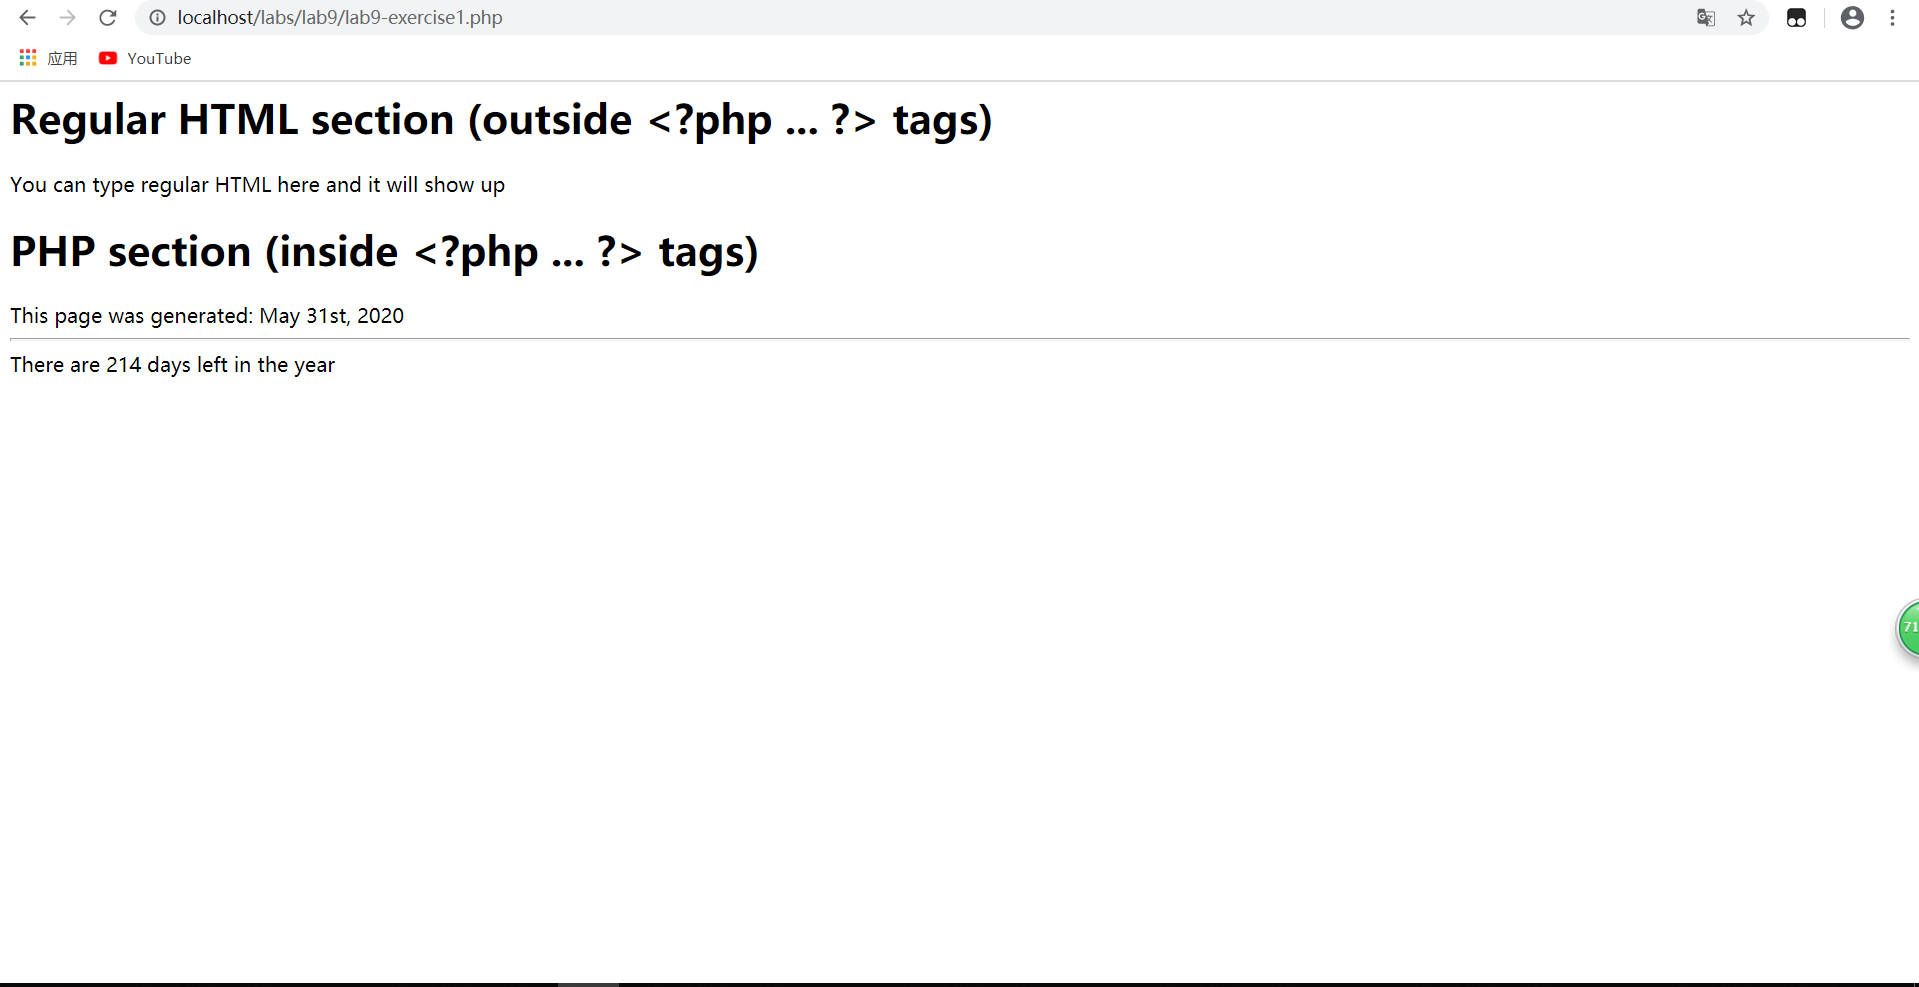 localhost/labs/lab9/lab9-exercise1.php
应用 YouTube
Regular HTML section (outside <?php ... ?> tags)
You can type regular HTML here and it will show up
PHP section (inside <?php ... ?> tags)
This page was generated: May 31st, 2020
There are 214 days left in the year
71